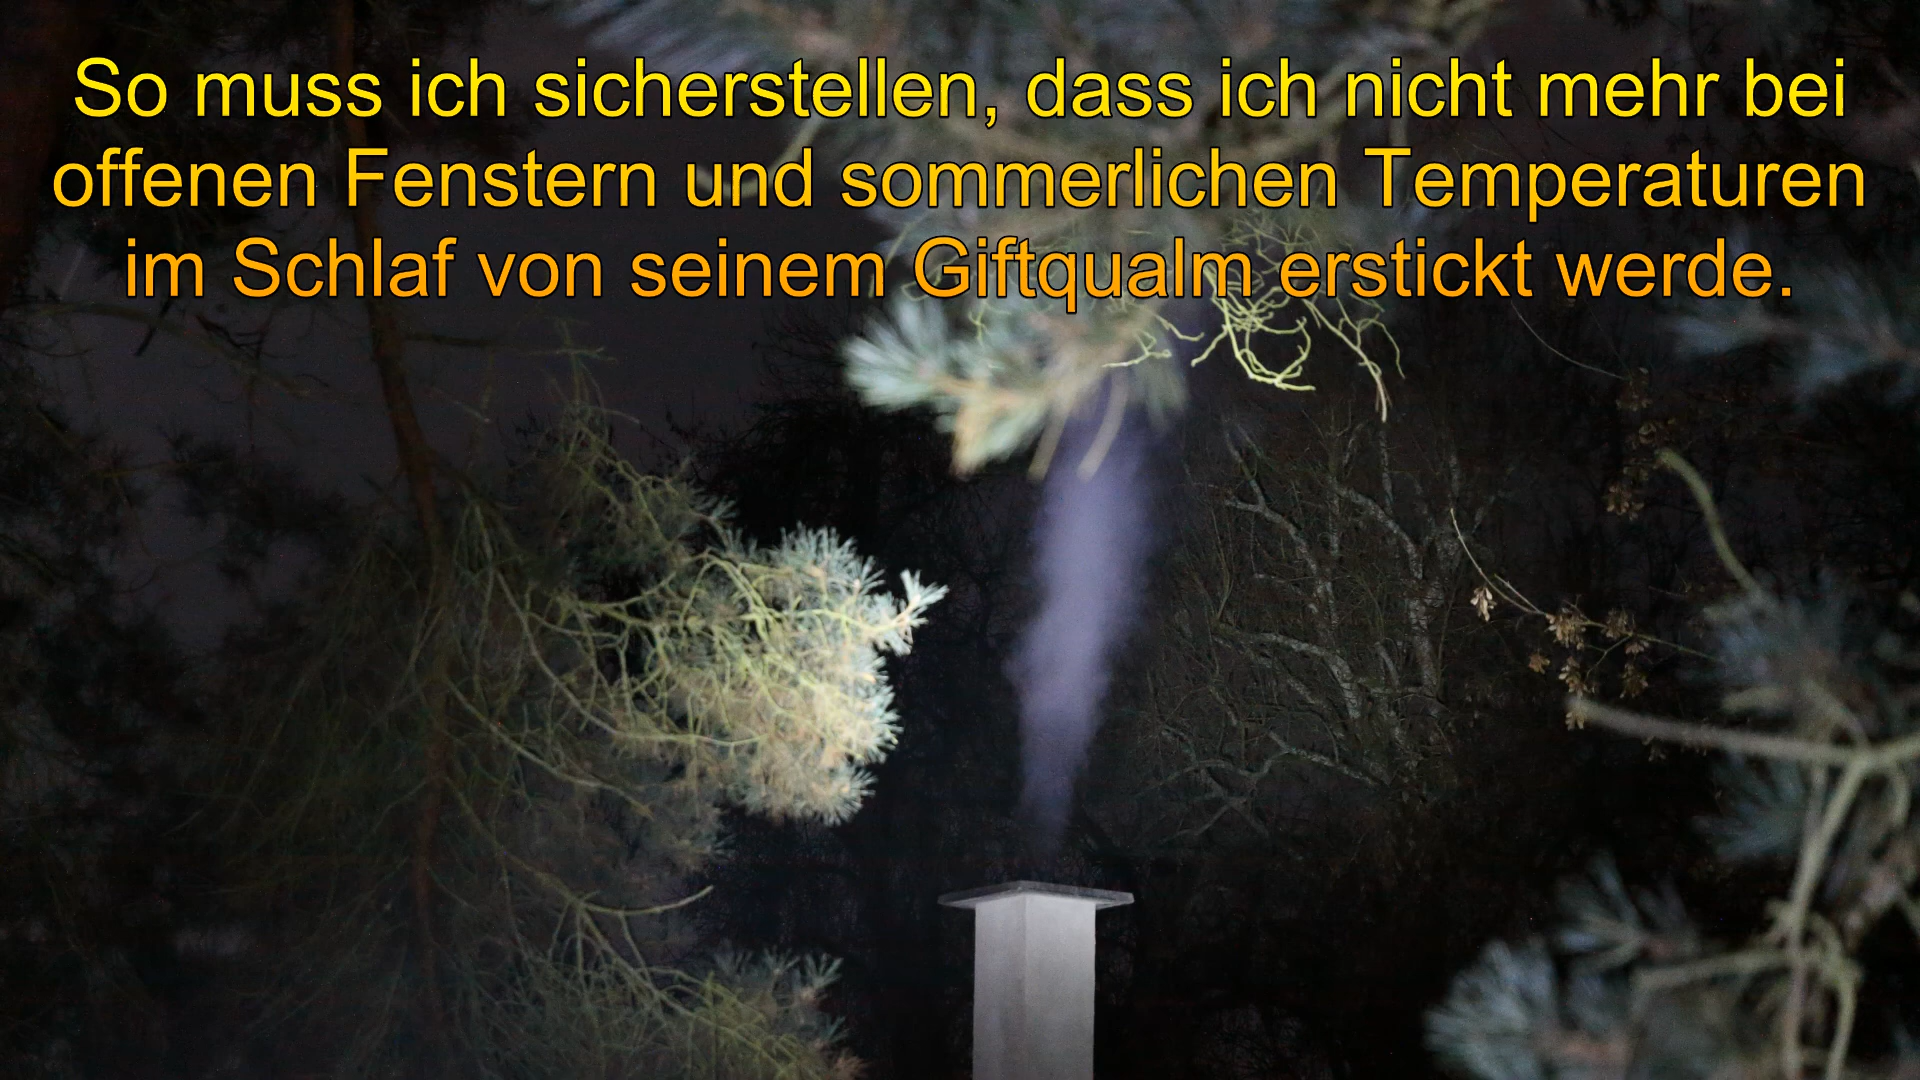 So muss ich sicherstellen, dass ich nicht mehr bei
offenen Fenstern und sommerlichen Temperaturen
im Schlaf von seinem Giftqualm erstickt werde.